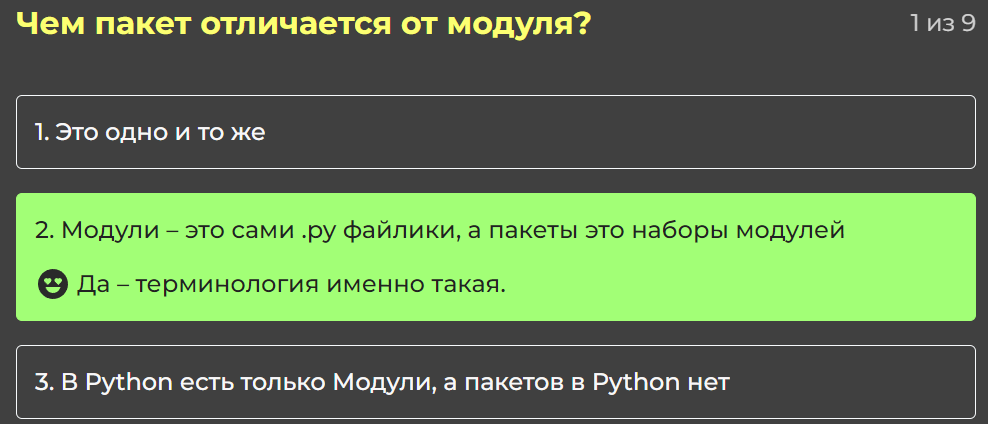 Чем пакет отличается от модуля?
1 из 9
1. Это одно и то же
2. Модули – это сами .py файлики, а пакеты это наборы модулей
Да – терминология именно такая.
3. В Python есть только Модули, а пакетов в Python нет